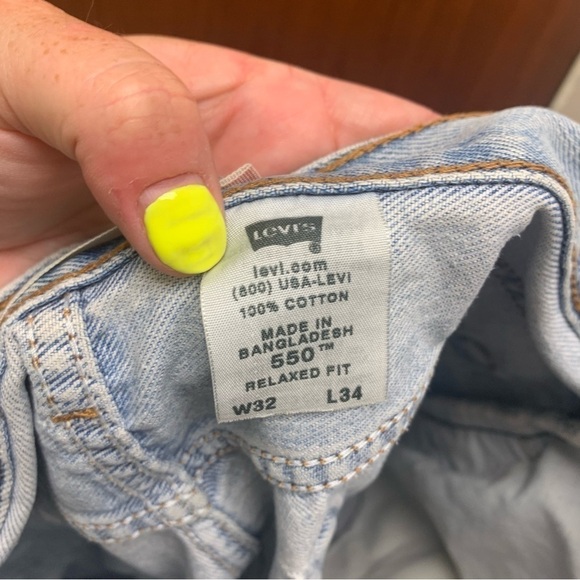 LEVI'S
levi.com
(800) USA-LEVI
100% COTTON
MADE IN
BANGLADESH
550™
RELAXED FIT
W32 L34